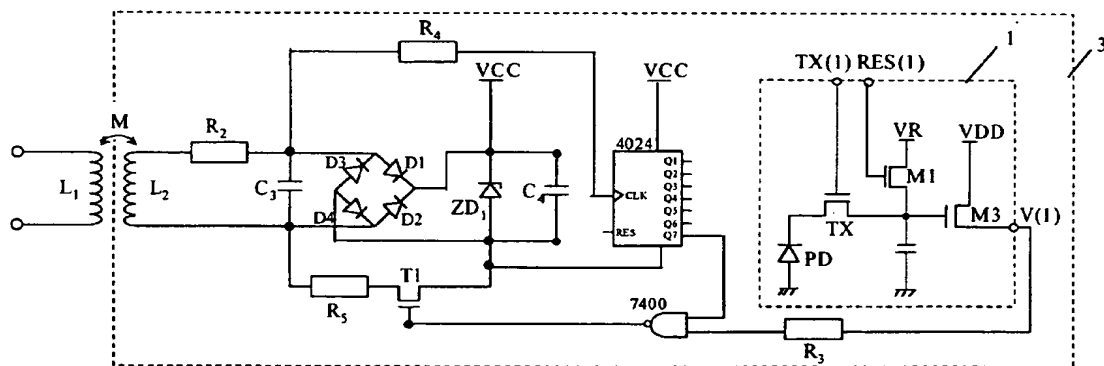 R4
1
3
TX(1) RES(1)
VCC
VCC
M
R2
VR
VDD
4024
D3
D1
Q1
Q2
Q3
Q4
Q5
Q6
Q7
M1
L1
L2
C3
ZD1
C4
CLK
D4
D2
TX
M3
V(1)
RES
PD
T1
R5
7400
R3